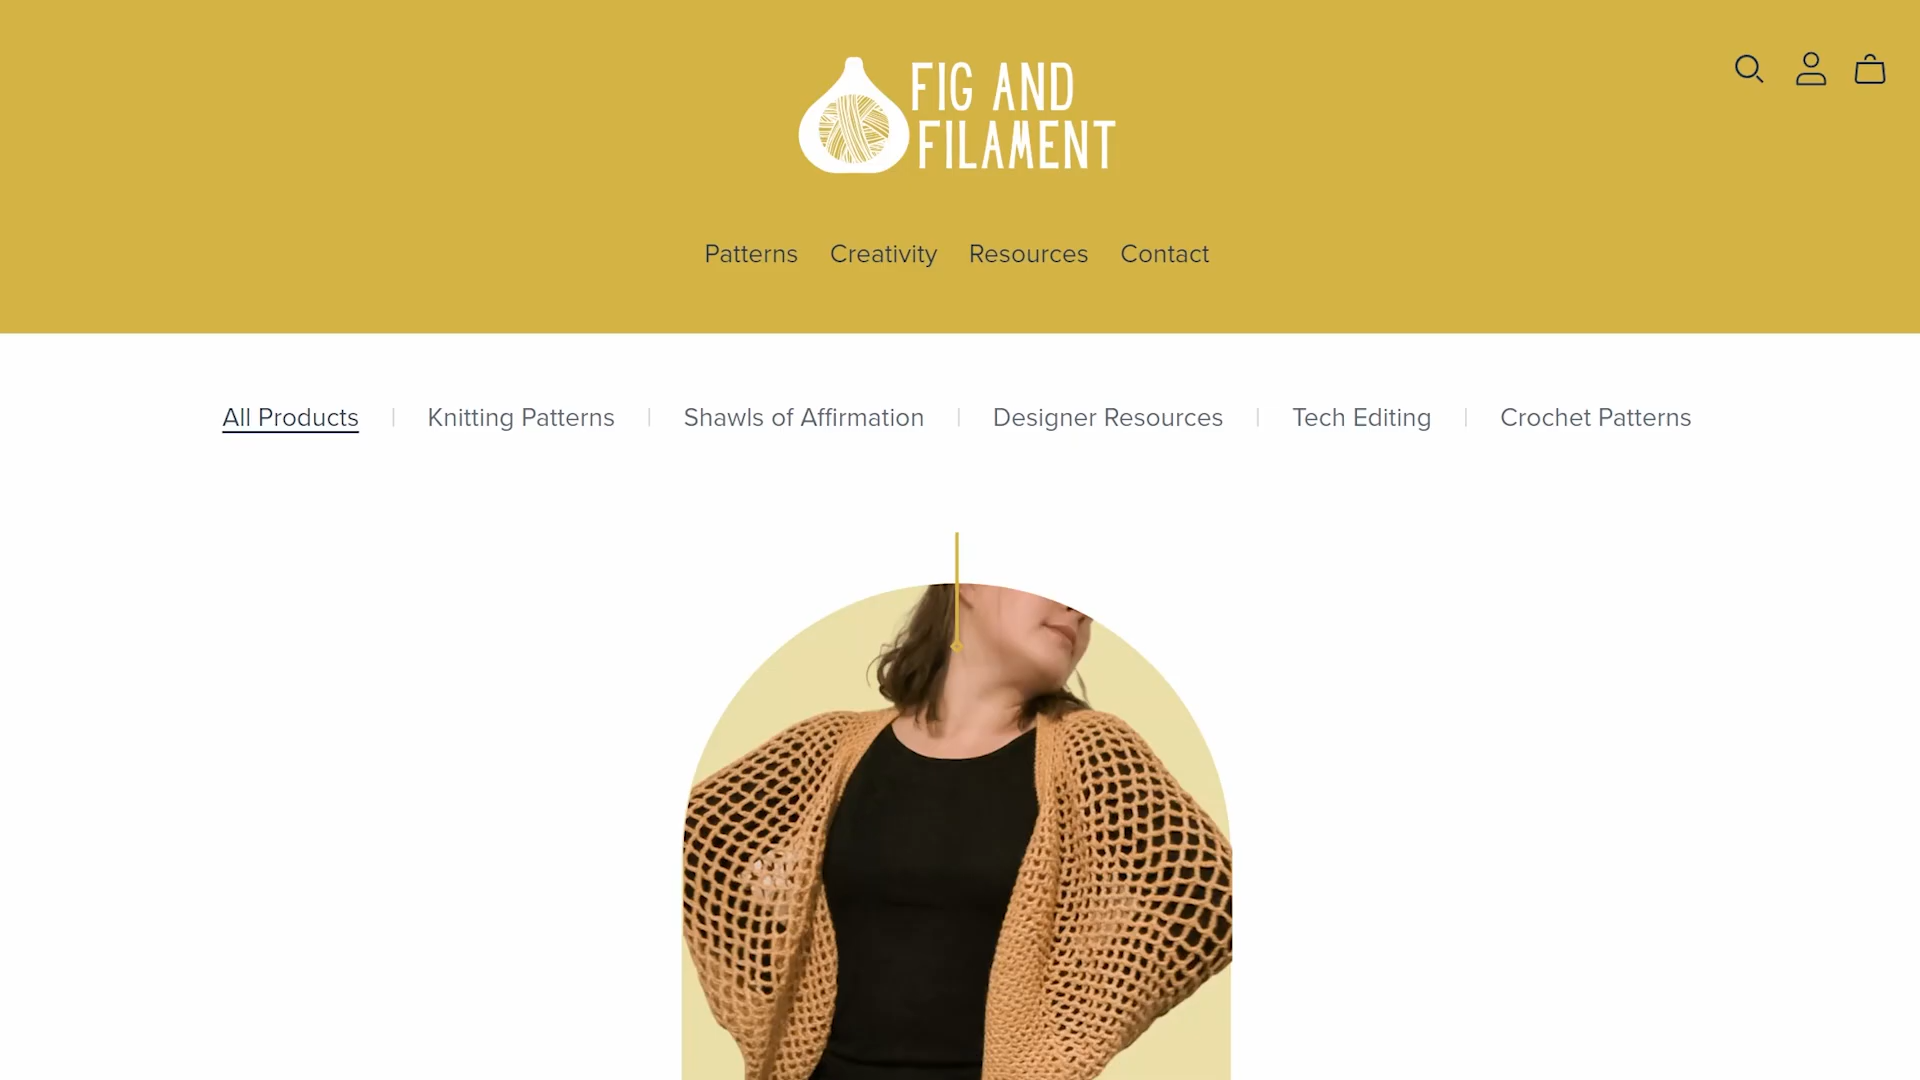 FIG AND
FILAMENT
Patterns Creativity Resources Contact
All Products | Knitting Patterns | Shawls of Affirmation | Designer Resources | Tech Editing | Crochet Patterns